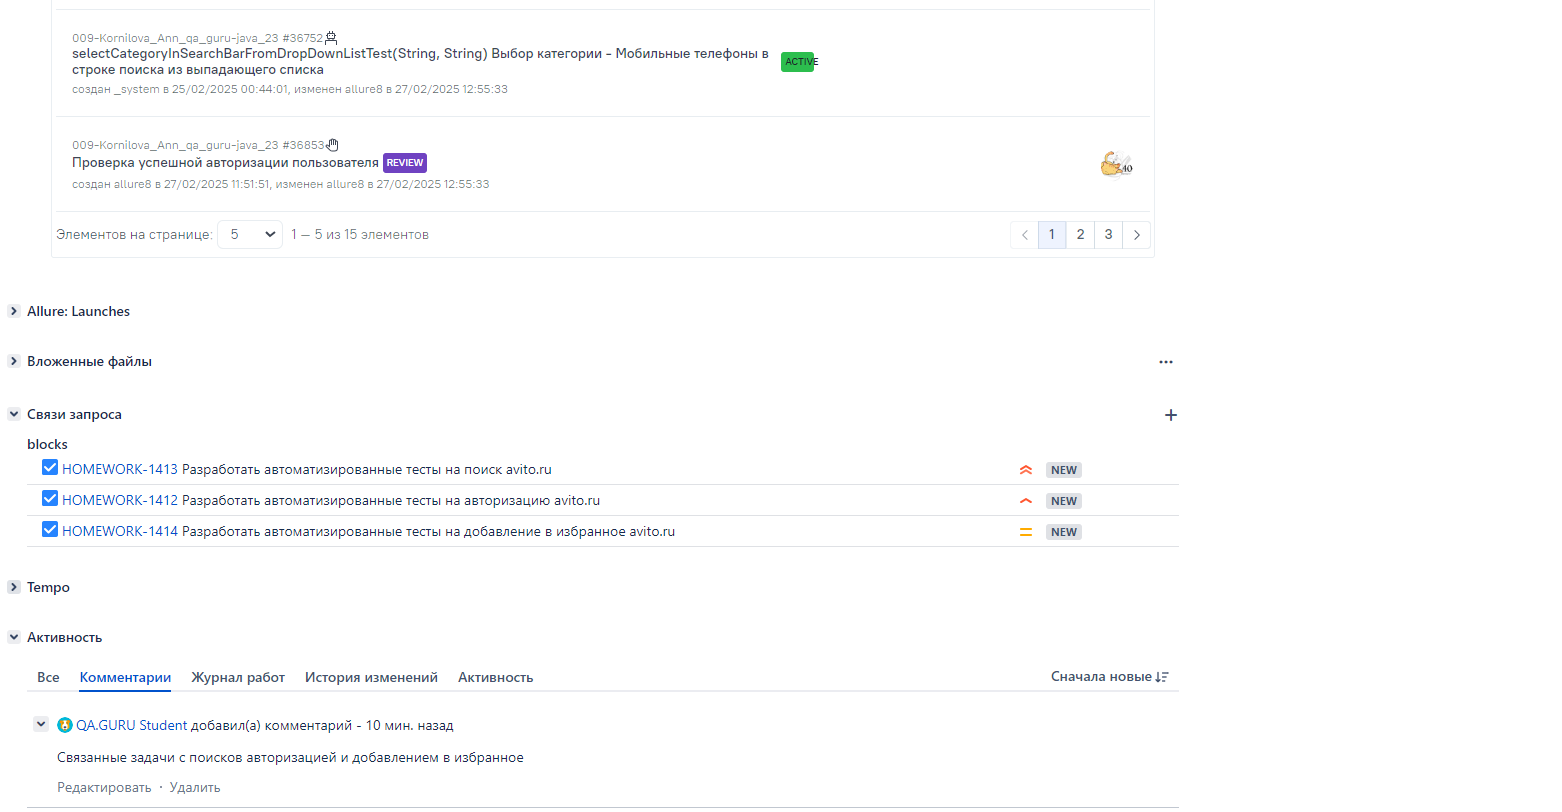 009-Kornilova_Ann_qa_guru-java_23 #36752
selectCategoryInSearchBarFromDropDownListTest(String, String) Выбор категории - Мобильные телефоны в
строке поиска из выпадающего списка
ACTIVE
создан _system в 25/02/2025 00:44:01, изменен allure8 в 27/02/2025 12:55:33
009-Kornilova_Ann_qa_guru-java_23 #36853
Проверка успешной авторизации пользователя REVIEW
40
создан allure8 в 27/02/2025 11:51:51, изменен allure8 в 27/02/2025 12:55:33
Элементов на странице: 5 1 — 5 из 15 элементов 1 2 3
Allure: Launches
Вложенные файлы
Связи запроса
blocks
HOMEWORK-1413 Разработать автоматизированные тесты на поиск avito.ru NEW
HOMEWORK-1412 Разработать автоматизированные тесты на авторизацию avito.ru NEW
HOMEWORK-1414 Разработать автоматизированные тесты на добавление в избранное avito.ru NEW
Tempo
Активность
Все Комментарии Журнал работ История изменений Активность Сначала новые
QA.GURU Student добавил(а) комментарий - 10 мин. назад
Связанные задачи с поисков авторизацией и добавлением в избранное
Редактировать · Удалить